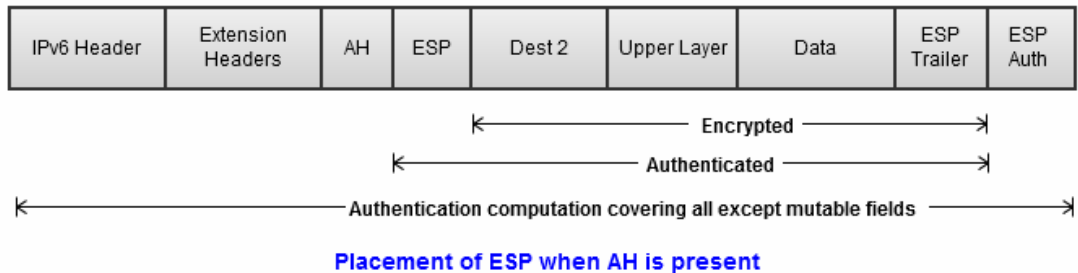 IPv6 Header
Extension
Headers
AH
ESP
Dest 2
Upper Layer
Data
ESP
Trailer
ESP
Auth
Encrypted
Authenticated
Authentication computation covering all except mutable fields
Placement of ESP when AH is present